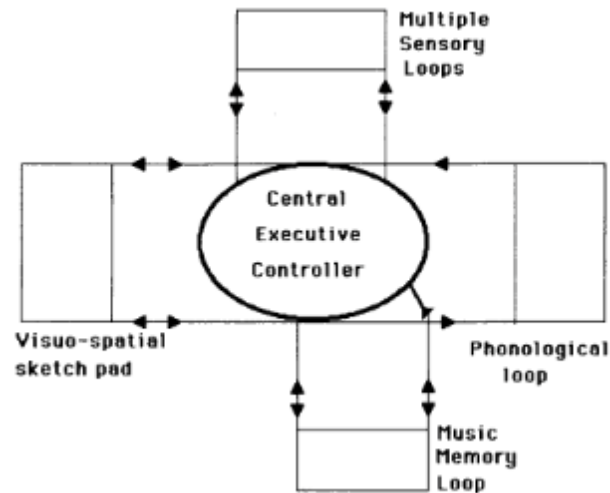 Multiple
Sensory
Loops
Central
Executive
Controller
Visuo-spatial
sketch pad
Phonological
loop
Music
Memory
Loop